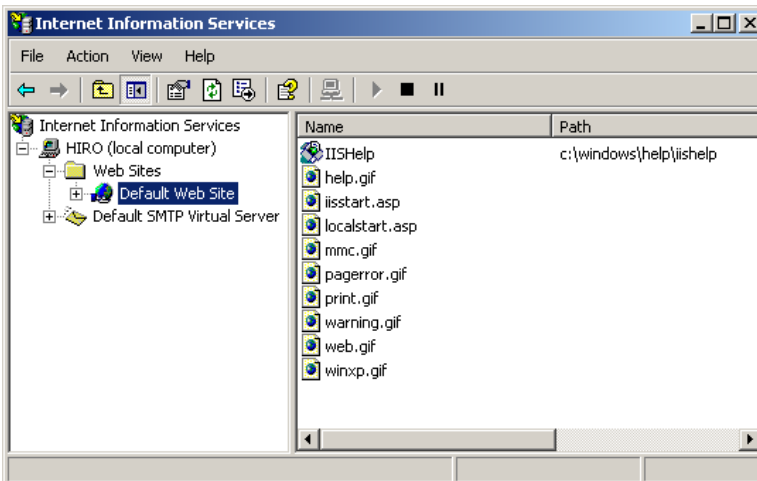 Internet Information Services
File Action View Help
Internet Information Services
HIRO (local computer)
Web Sites
Default Web Site
Default SMTP Virtual Server
Name Path
IISHelp c:\windows\help\iishelp
help.gif
iisstart.asp
localstart.asp
mmc.gif
pagerror.gif
print.gif
warning.gif
web.gif
winxp.gif